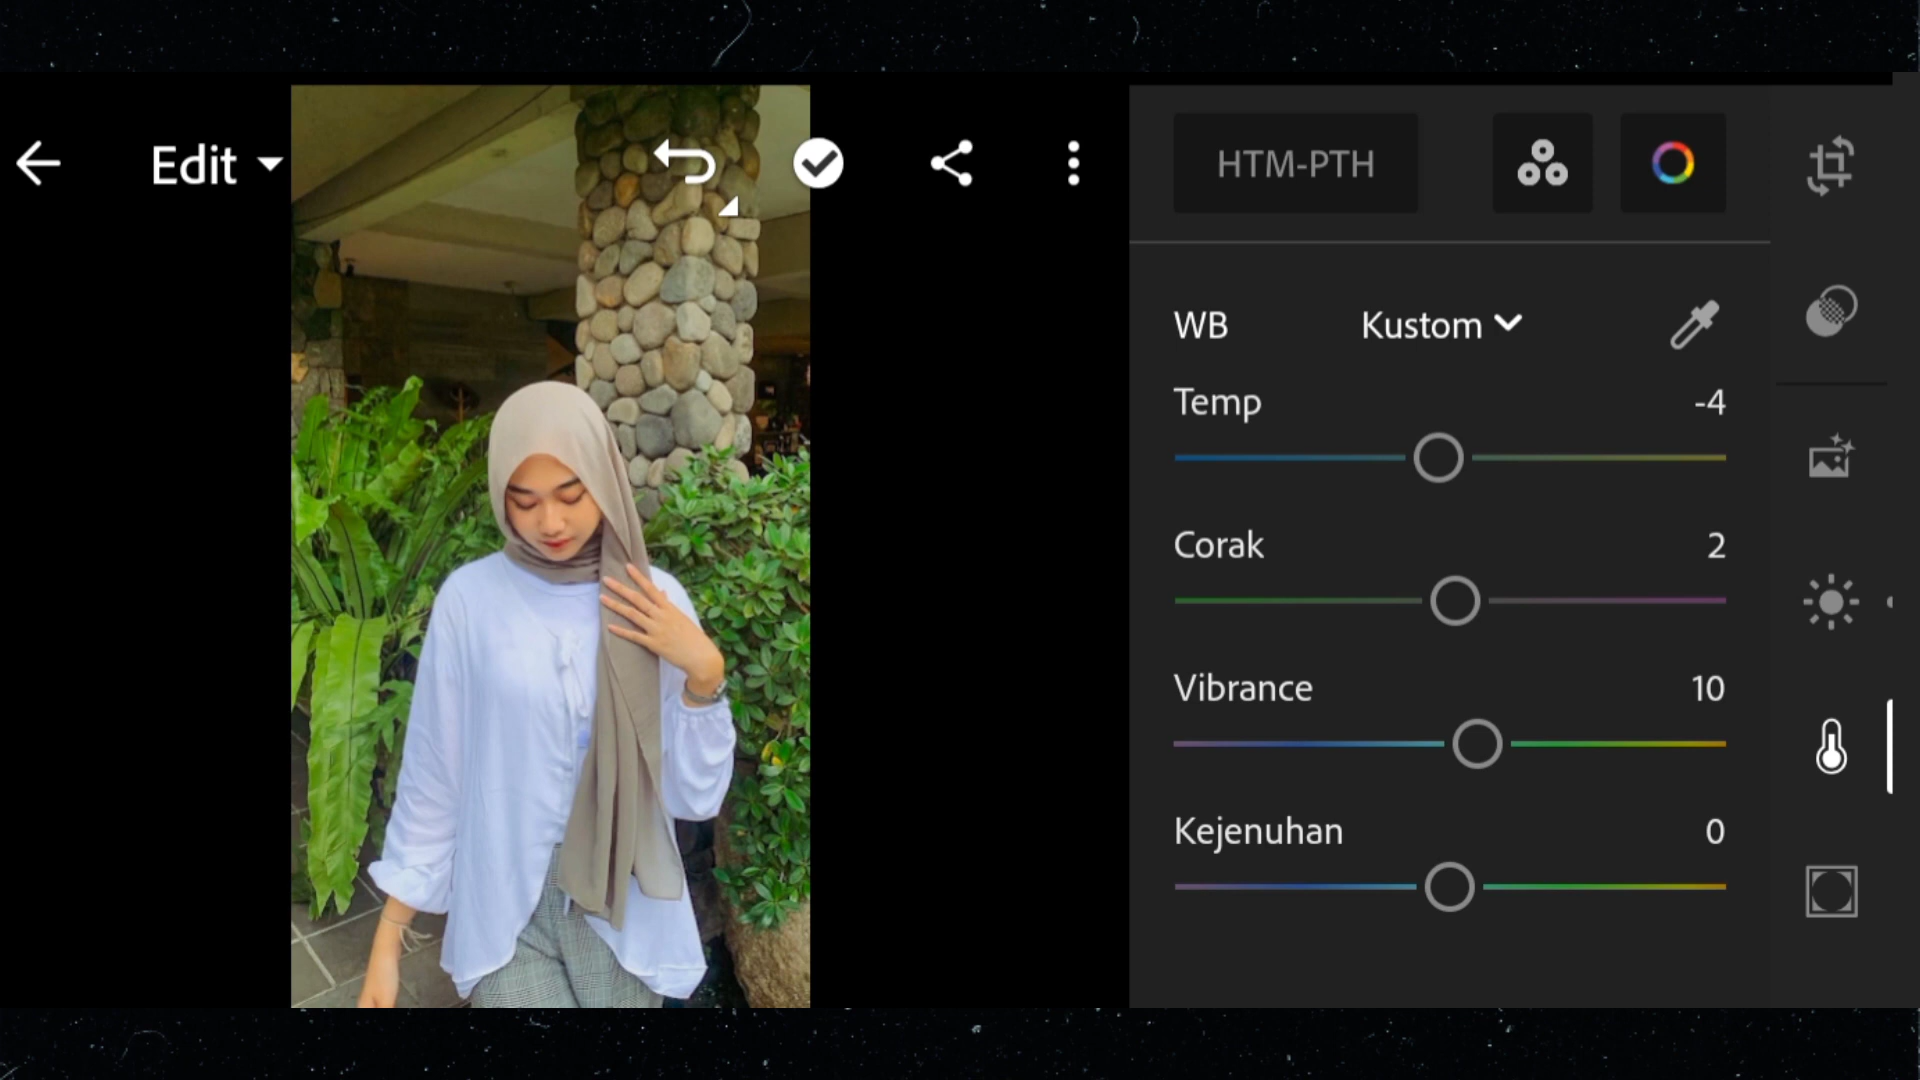 Edit
HTM-PTH
WB Kustom
Temp -4
Corak 2
Vibrance 10
Kejenuhan 0